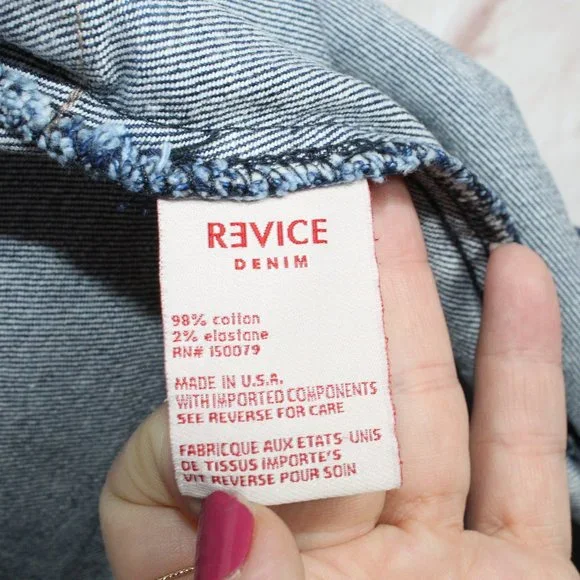 RƎVICE
DENIM
98% cotton
2% elastane
RN# 150079
MADE IN U.S.A.
WITH IMPORTED COMPONENTS
SEE REVERSE FOR CARE
FABRICQUE AUX ETATS-UNIS
DE TISSUS IMPORTE'S
VIT REVERSE POUR SOIN